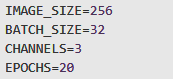 IMAGE_SIZE=256
BATCH_SIZE=32
CHANNELS=3
EPOCHS=20